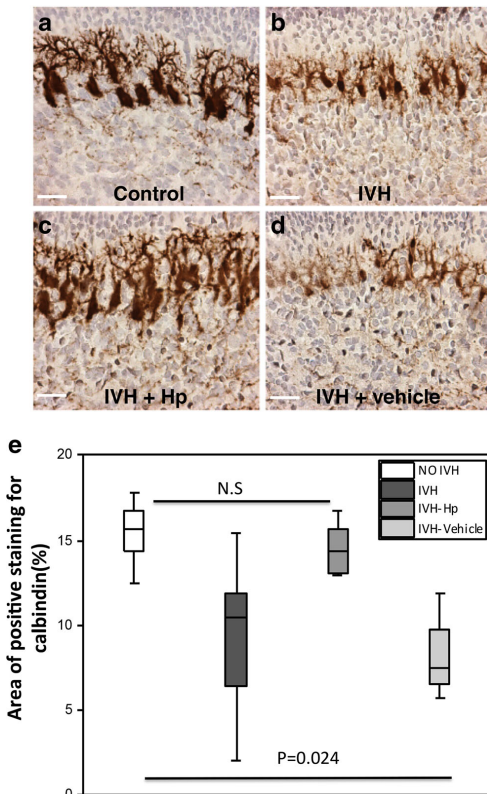 a
Control
b
IVH
c
IVH + Hp
d
IVH + vehicle
e
Area of positive staining for
calbindin(%)
20
15
10
5
0
N.S
NO IVH
IVH
IVH-Hp
IVH-Vehicle
P=0.024